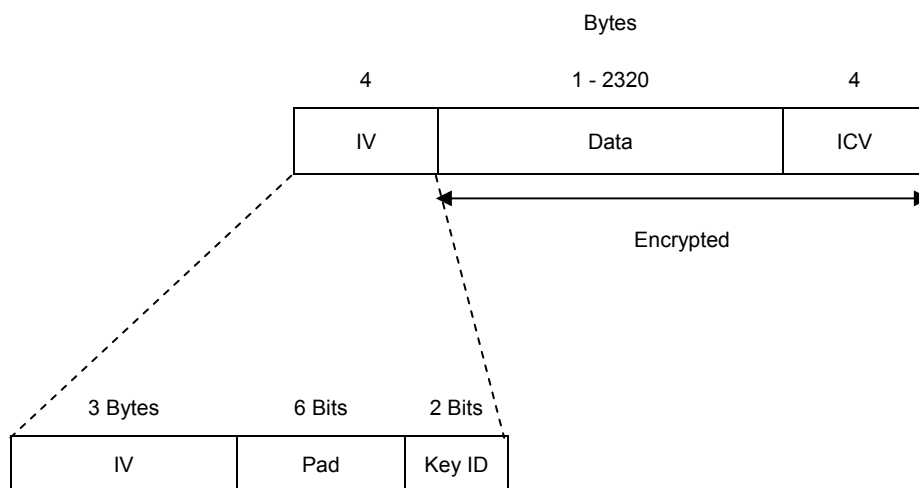 Bytes
4 1 - 2320 4
IV Data ICV
Encrypted
3 Bytes 6 Bits 2 Bits
IV Pad Key ID